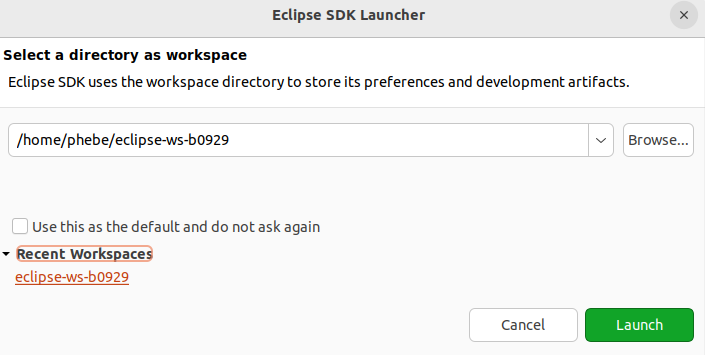 Eclipse SDK Launcher
Select a directory as workspace
Eclipse SDK uses the workspace directory to store its preferences and development artifacts.
/home/phebe/eclipse-ws-b0929
Browse...
Use this as the default and do not ask again
Recent Workspaces
eclipse-ws-b0929
Cancel
Launch